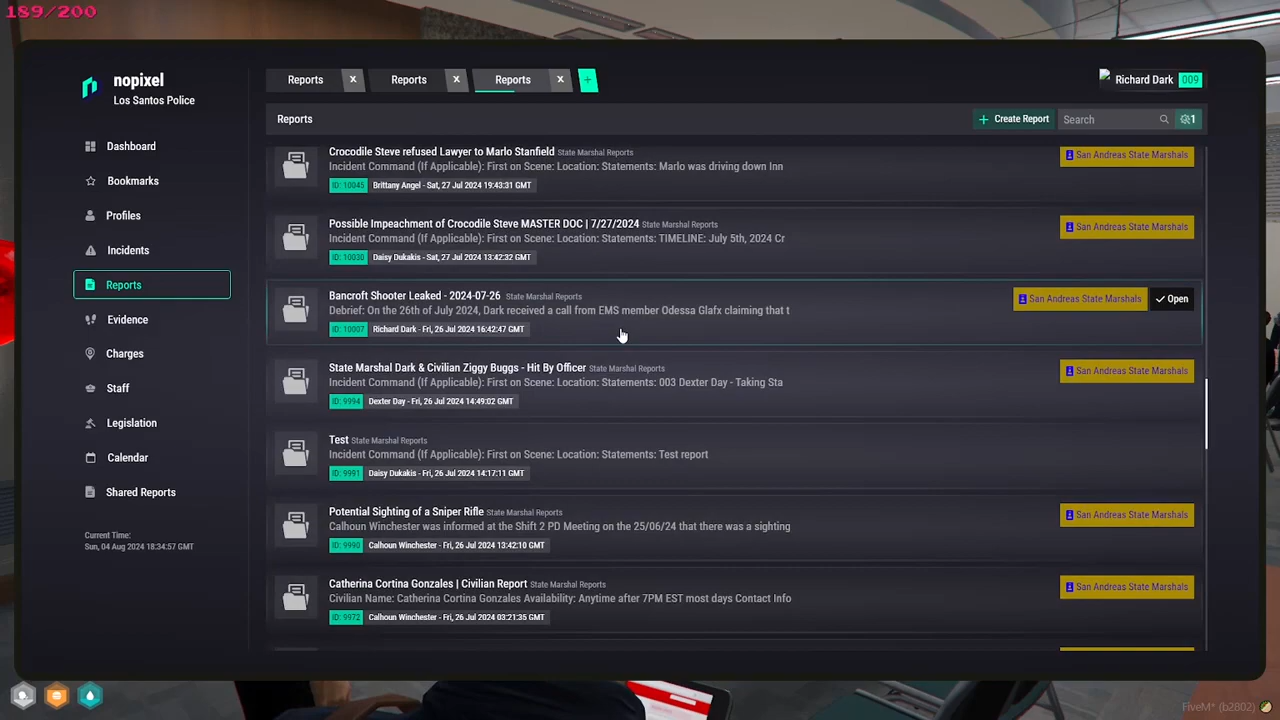 189/200
nopixel
Los Santos Police
Reports x Reports x Reports x +
Richard Dark 009
Reports
+ Create Report
Search
1
Dashboard
Bookmarks
Profiles
Incidents
Reports
Evidence
Charges
Staff
Legislation
Calendar
Shared Reports
Current Time:
Sun, 04 Aug 2024 18:34:57 GMT
Crocodile Steve refused Lawyer to Marlo Stanfield State Marshal Reports
Incident Command (If Applicable): First on Scene: Location: Statements: Marlo was driving down Inn
ID: 10045 Brittany Angel - Sat, 27 Jul 2024 19:43:31 GMT
San Andreas State Marshals
Possible Impeachment of Crocodile Steve MASTER DOC | 7/27/2024 State Marshal Reports
Incident Command (If Applicable): First on Scene: Location: Statements: TIMELINE: July 5th, 2024 Cr
ID: 10030 Daisy Dukakis - Sat, 27 Jul 2024 13:42:32 GMT
San Andreas State Marshals
Bancroft Shooter Leaked - 2024-07-26 State Marshal Reports
Debrief: On the 26th of July 2024, Dark received a call from EMS member Odessa Glafx claiming that t
ID: 10007 Richard Dark - Fri, 26 Jul 2024 16:42:47 GMT
San Andreas State Marshals Open
State Marshal Dark & Civilian Ziggy Buggs - Hit By Officer State Marshal Reports
Incident Command (If Applicable): First on Scene: Location: Statements: 003 Dexter Day - Taking Sta
ID: 9994 Dexter Day - Fri, 26 Jul 2024 14:49:02 GMT
San Andreas State Marshals
Test State Marshal Reports
Incident Command (If Applicable): First on Scene: Location: Statements: Test report
ID: 9991 Daisy Dukakis - Fri, 26 Jul 2024 14:17:11 GMT
Potential Sighting of a Sniper Rifle State Marshal Reports
Calhoun Winchester was informed at the Shift 2 PD Meeting on the 25/06/24 that there was a sighting
ID: 9990 Calhoun Winchester - Fri, 26 Jul 2024 13:42:10 GMT
San Andreas State Marshals
Catherina Cortina Gonzales | Civilian Report State Marshal Reports
Civilian Name: Catherina Cortina Gonzales Availability: Anytime after 7PM EST most days Contact Info
ID: 9972 Calhoun Winchester - Fri, 26 Jul 2024 03:21:35 GMT
San Andreas State Marshals
FiveM* (b2802)